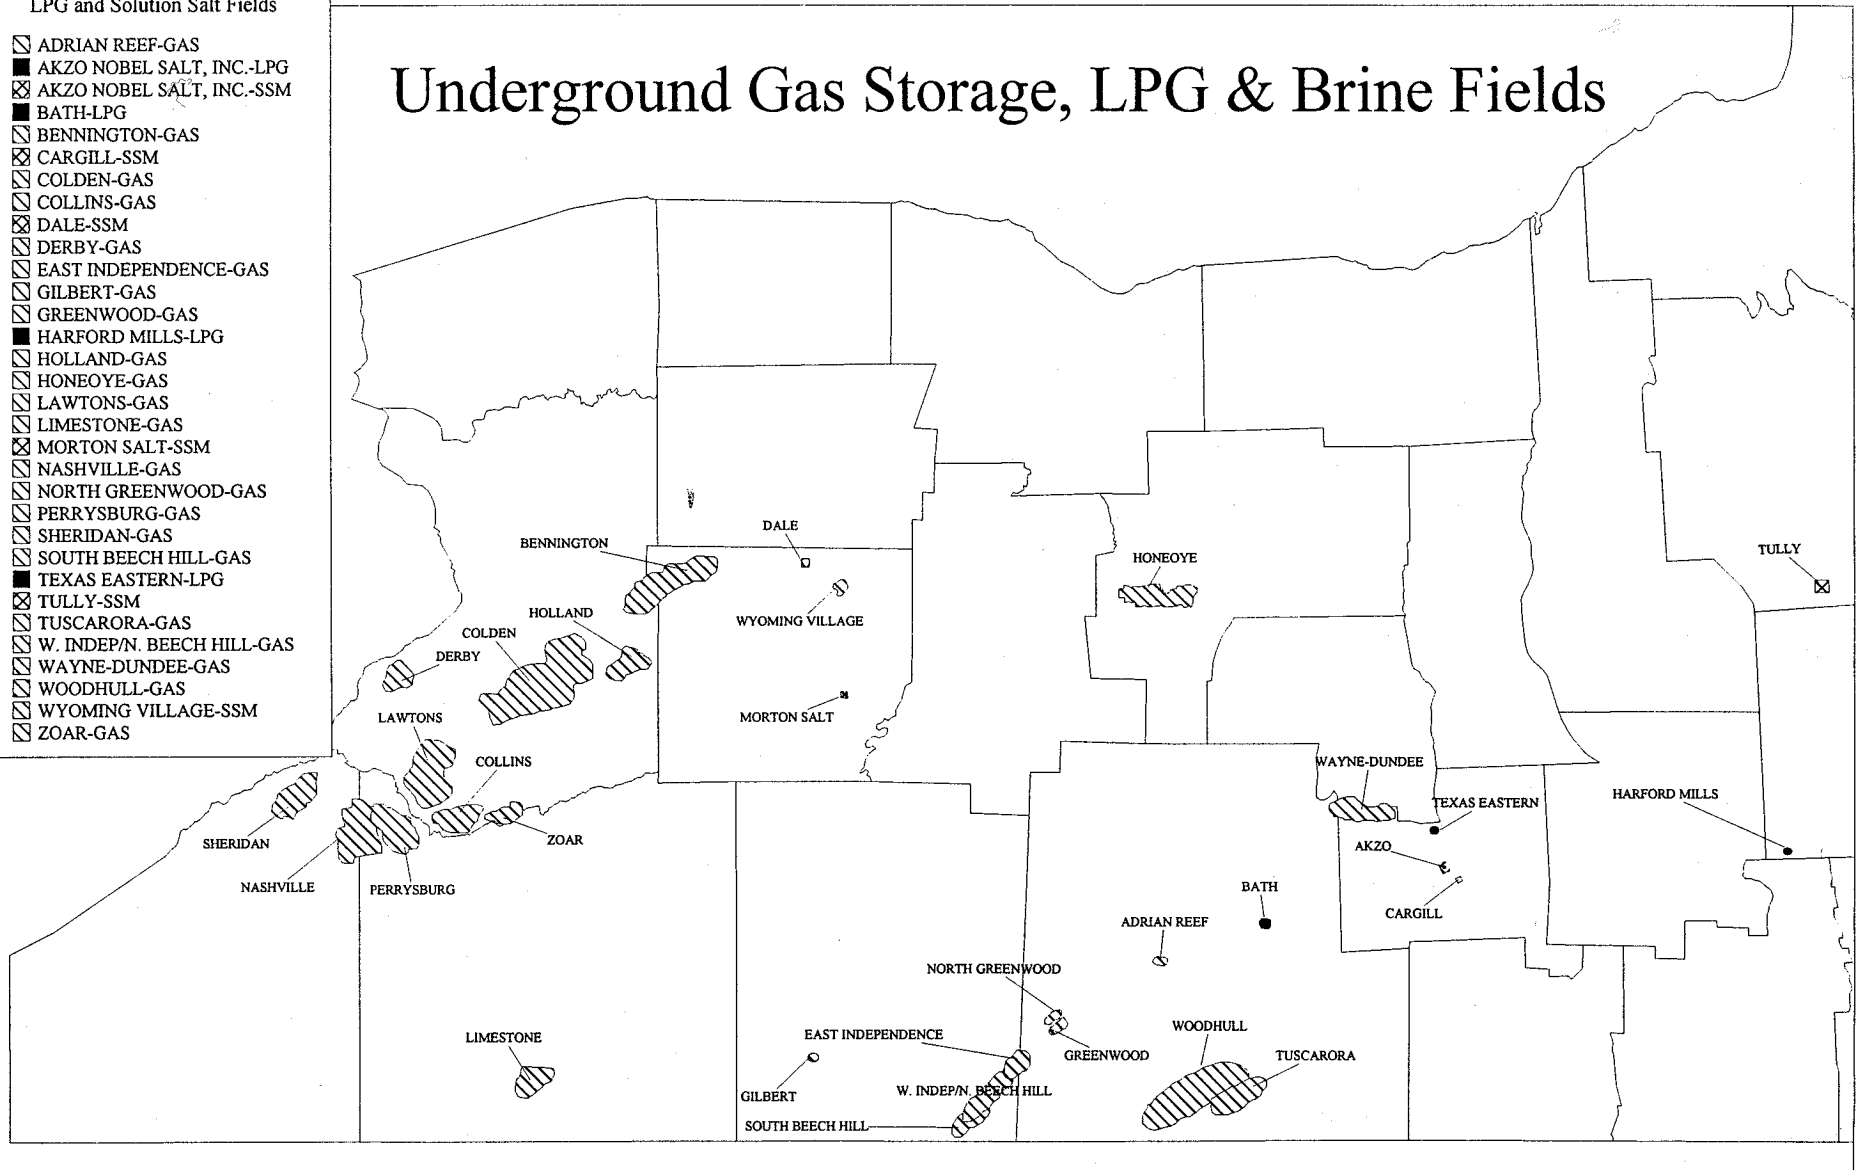 LPG and Solution Salt Fields
ADRIAN REEF-GAS
AKZO NOBEL SALT, INC.-LPG
AKZO NOBEL SALT, INC.-SSM
BATH-LPG
BENNINGTON-GAS
CARGILL-SSM
COLDEN-GAS
COLLINS-GAS
DALE-SSM
DERBY-GAS
EAST INDEPENDENCE-GAS
GILBERT-GAS
GREENWOOD-GAS
HARFORD MILLS-LPG
HOLLAND-GAS
HONEOYE-GAS
LAWTONS-GAS
LIMESTONE-GAS
MORTON SALT-SSM
NASHVILLE-GAS
NORTH GREENWOOD-GAS
PERRYSBURG-GAS
SHERIDAN-GAS
SOUTH BEECH HILL-GAS
TEXAS EASTERN-LPG
TULLY-SSM
TUSCARORA-GAS
W. INDEP/N. BEECH HILL-GAS
WAYNE-DUNDEE-GAS
WOODHULL-GAS
WYOMING VILLAGE-SSM
ZOAR-GAS
Underground Gas Storage, LPG & Brine Fields
DALE
BENNINGTON
TULLY
HONEOYE
HOLLAND
WYOMING VILLAGE
COLDEN
DERBY
LAWTONS
MORTON SALT
COLLINS
WAYNE-DUNDEE
HARFORD MILLS
TEXAS EASTERN
SHERIDAN
ZOAR
AKZO
NASHVILLE
PERRYSBURG
BATH
CARGILL
ADRIAN REEF
NORTH GREENWOOD
WOODHULL
EAST INDEPENDENCE
LIMESTONE
GREENWOOD
TUSCARORA
W. INDEP/N. BEECH HILL
GILBERT
SOUTH BEECH HILL